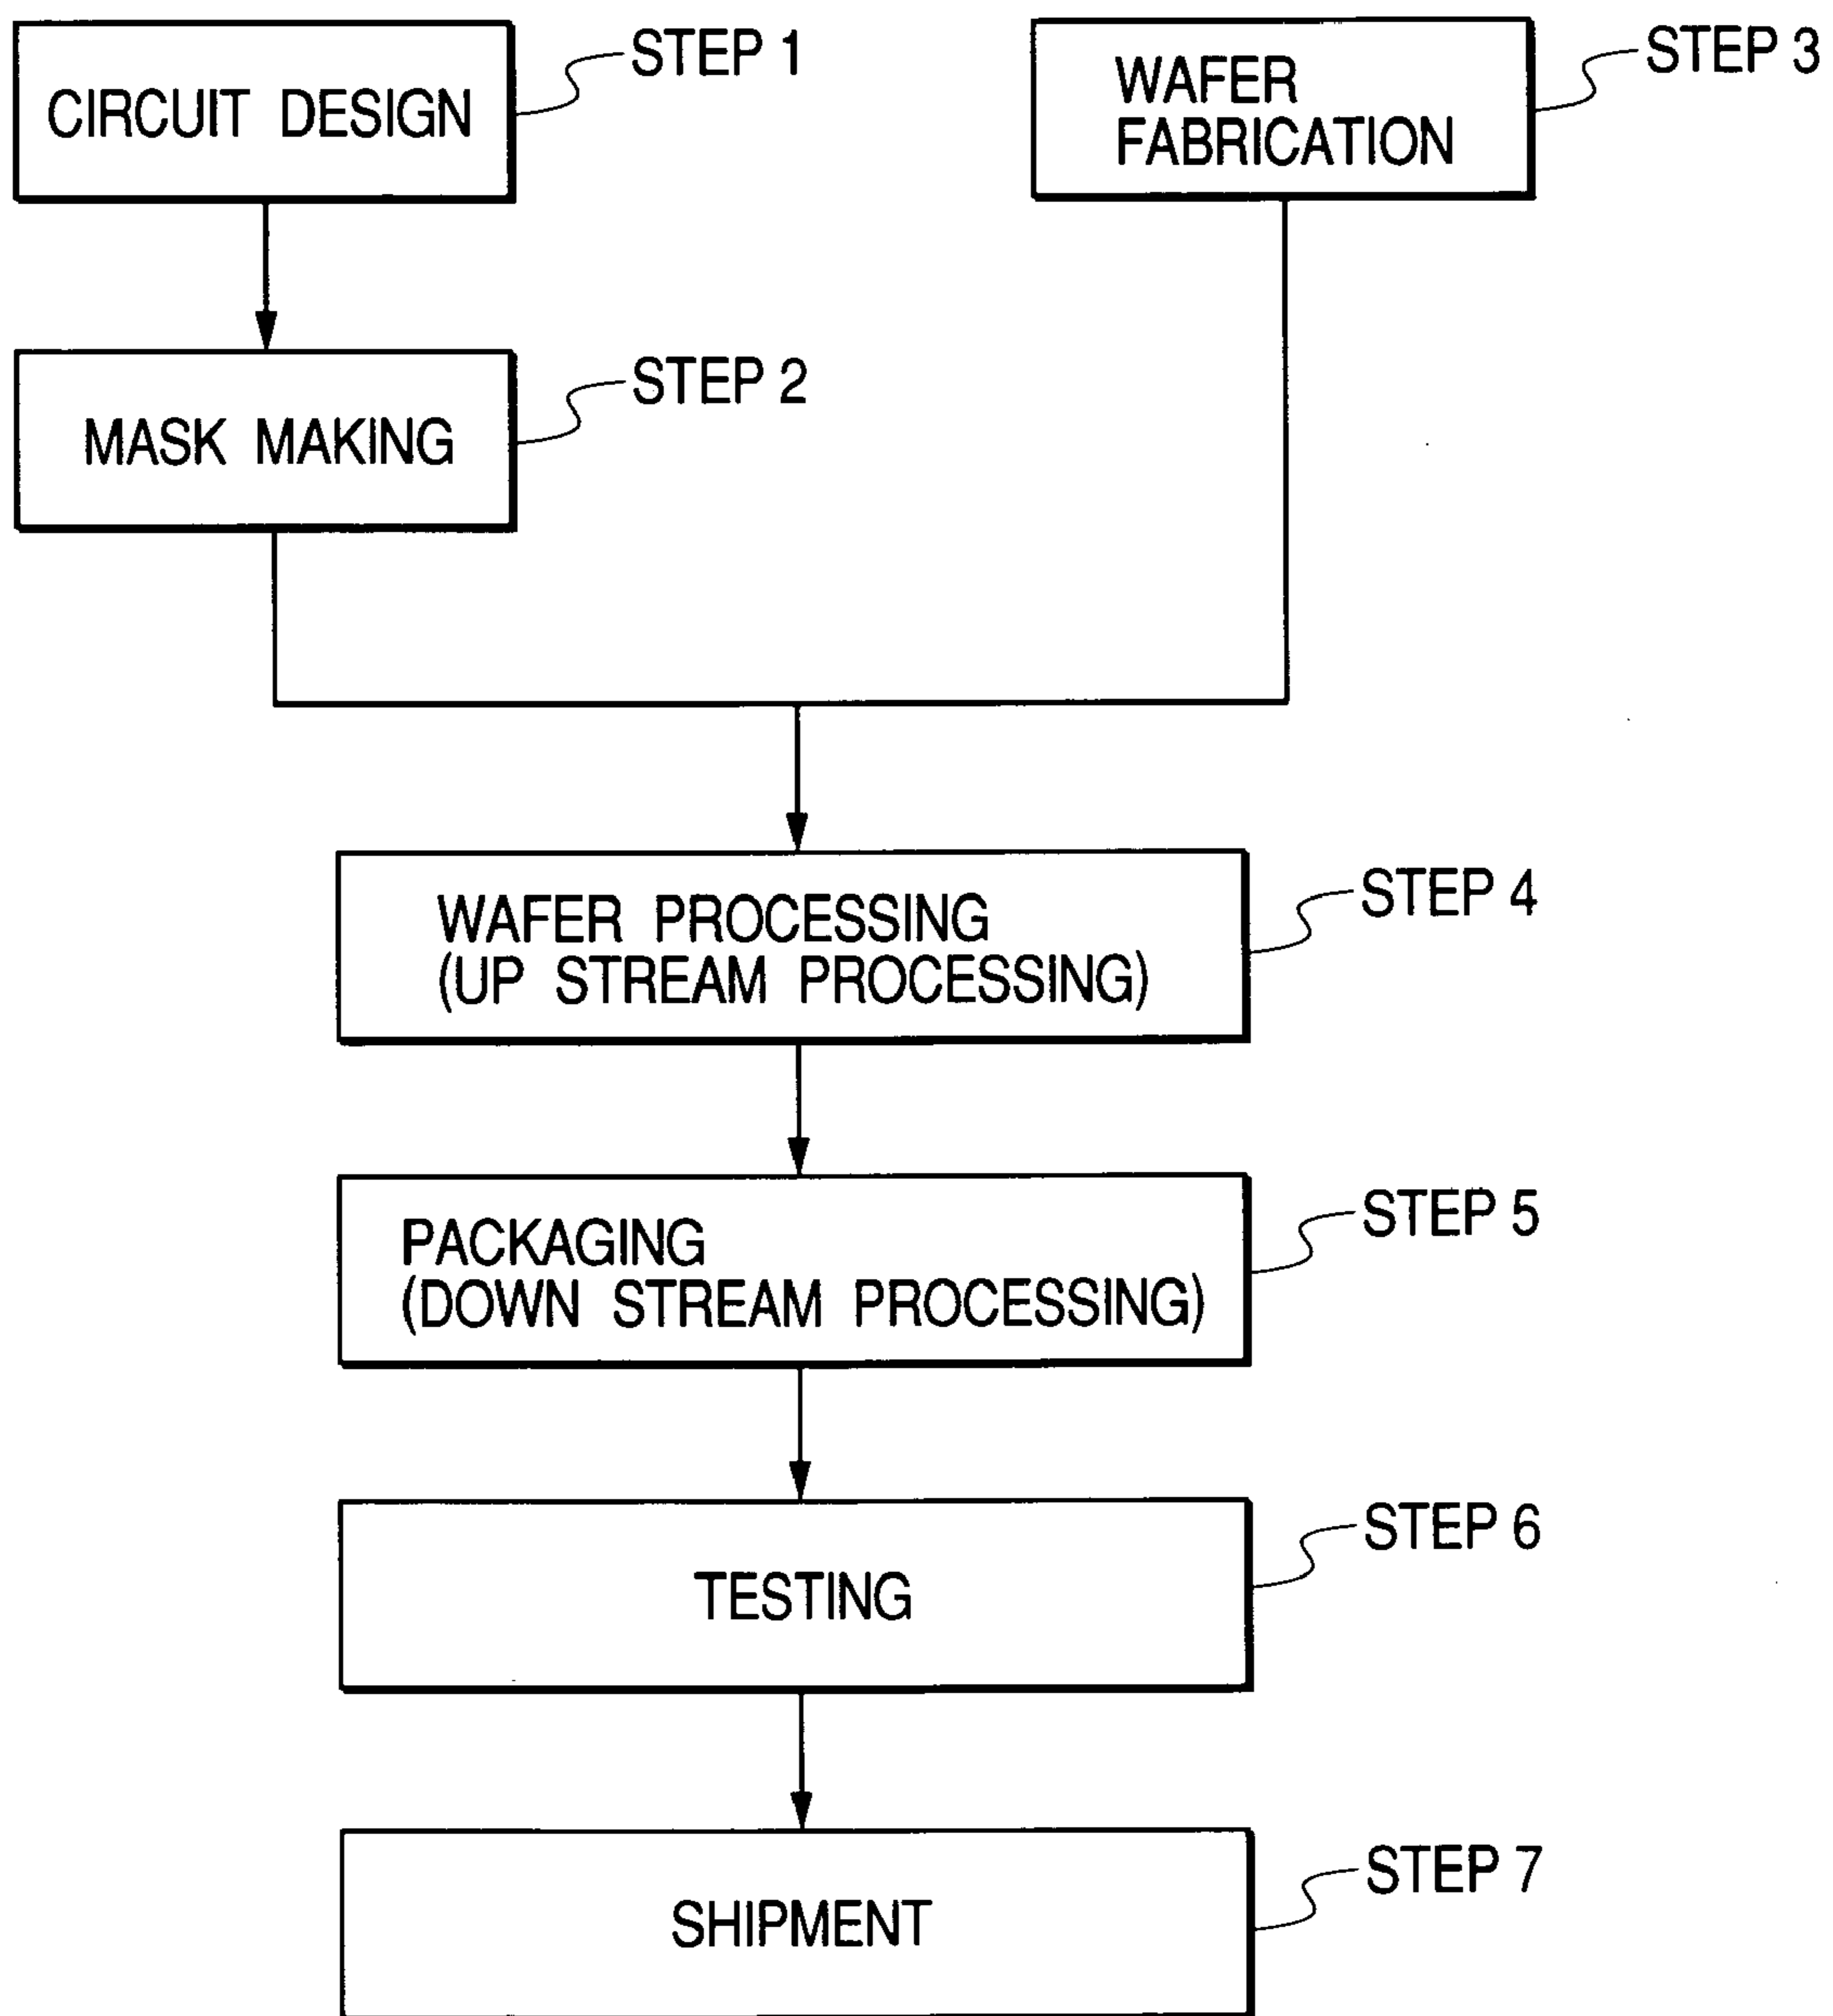 CIRCUIT DESIGN
STEP 1
WAFER
FABRICATION
STEP 3
MASK MAKING
STEP 2
WAFER PROCESSING
(UP STREAM PROCESSING)
STEP 4
PACKAGING
(DOWN STREAM PROCESSING)
STEP 5
TESTING
STEP 6
SHIPMENT
STEP 7